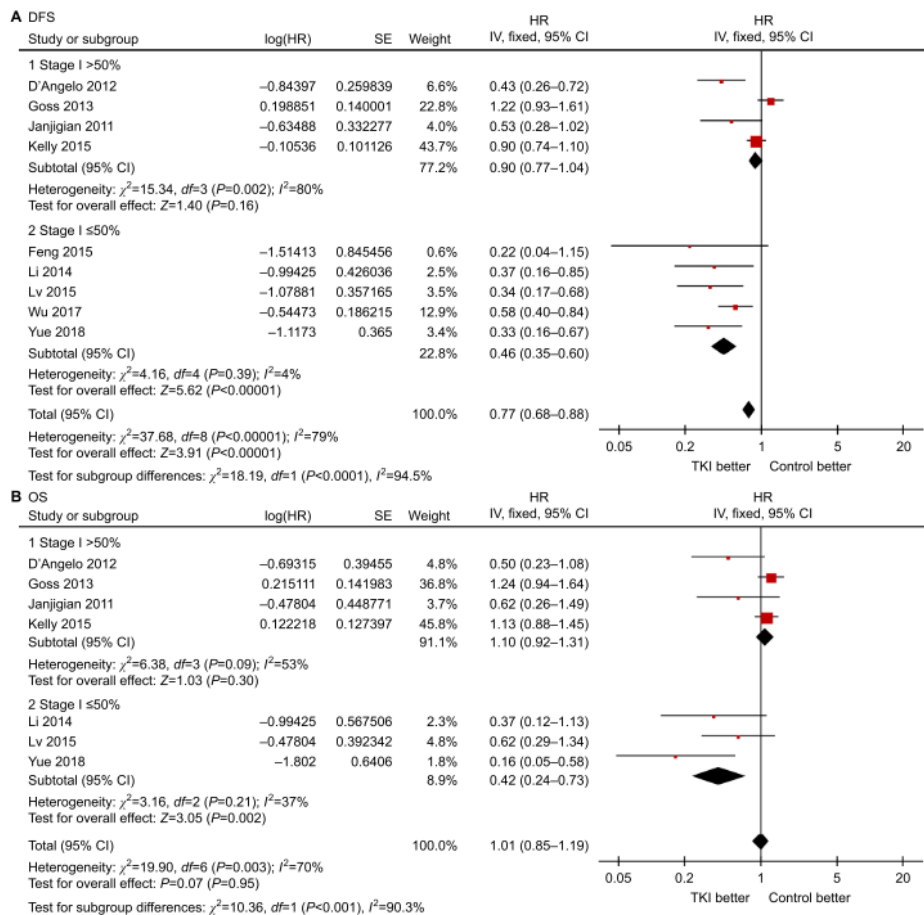 A DFS
HR HR
Study or subgroup log(HR) SE Weight IV, fixed, 95% CI IV, fixed, 95% CI
1 Stage I >50%
D'Angelo 2012 −0.84397 0.259839 6.6% 0.43 (0.26–0.72)
Goss 2013 0.198851 0.140001 22.8% 1.22 (0.93–1.61)
Janjigian 2011 −0.63488 0.332277 4.0% 0.53 (0.28–1.02)
Kelly 2015 −0.10536 0.101126 43.7% 0.90 (0.74–1.10)
Subtotal (95% CI) 77.2% 0.90 (0.77–1.04)
Heterogeneity: χ²=15.34, df=3 (P=0.002); I²=80%
Test for overall effect: Z=1.40 (P=0.16)
2 Stage I ≤50%
Feng 2015 −1.51413 0.845456 0.6% 0.22 (0.04–1.15)
Li 2014 −0.99425 0.426036 2.5% 0.37 (0.16–0.85)
Lv 2015 −1.07881 0.357165 3.5% 0.34 (0.17–0.68)
Wu 2017 −0.54473 0.186215 12.9% 0.58 (0.40–0.84)
Yue 2018 −1.1173 0.365 3.4% 0.33 (0.16–0.67)
Subtotal (95% CI) 22.8% 0.46 (0.35–0.60)
Heterogeneity: χ²=4.16, df=4 (P=0.39); I²=4%
Test for overall effect: Z=5.62 (P<0.00001)
Total (95% CI) 100.0% 0.77 (0.68–0.88)
Heterogeneity: χ²=37.68, df=8 (P<0.00001); I²=79%
Test for overall effect: Z=3.91 (P<0.00001)
Test for subgroup differences: χ²=18.19, df=1 (P<0.0001), I²=94.5%
0.05 0.2 1 5 20
TKI better Control better
B OS
HR HR
Study or subgroup log(HR) SE Weight IV, fixed, 95% CI IV, fixed, 95% CI
1 Stage I >50%
D'Angelo 2012 −0.69315 0.39455 4.8% 0.50 (0.23–1.08)
Goss 2013 0.215111 0.141983 36.8% 1.24 (0.94–1.64)
Janjigian 2011 −0.47804 0.448771 3.7% 0.62 (0.26–1.49)
Kelly 2015 0.122218 0.127397 45.8% 1.13 (0.88–1.45)
Subtotal (95% CI) 91.1% 1.10 (0.92–1.31)
Heterogeneity: χ²=6.38, df=3 (P=0.09); I²=53%
Test for overall effect: Z=1.03 (P=0.30)
2 Stage I ≤50%
Li 2014 −0.99425 0.567506 2.3% 0.37 (0.12–1.13)
Lv 2015 −0.47804 0.392342 4.8% 0.62 (0.29–1.34)
Yue 2018 −1.802 0.6406 1.8% 0.16 (0.05–0.58)
Subtotal (95% CI) 8.9% 0.42 (0.24–0.73)
Heterogeneity: χ²=3.16, df=2 (P=0.21); I²=37%
Test for overall effect: Z=3.05 (P=0.002)
Total (95% CI) 100.0% 1.01 (0.85–1.19)
Heterogeneity: χ²=19.90, df=6 (P=0.003); I²=70%
Test for overall effect: P=0.07 (P=0.95)
Test for subgroup differences: χ²=10.36, df=1 (P<0.001), I²=90.3%
0.05 0.2 1 5 20
TKI better Control better